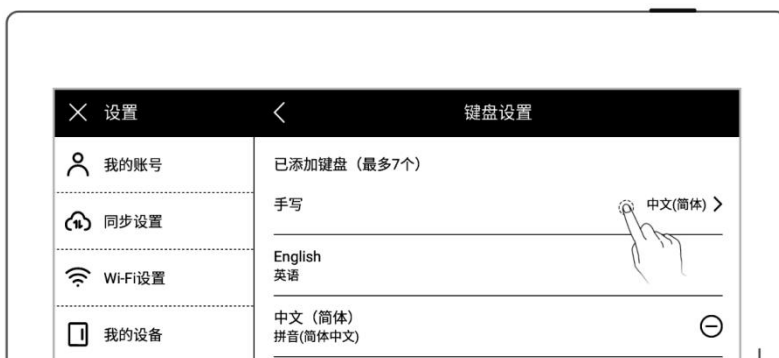 设置
键盘设置
我的账号
同步设置
Wi-Fi设置
我的设备
已添加键盘（最多7个）
手写
中文(简体)
English
英语
中文（简体）
拼音(简体中文)